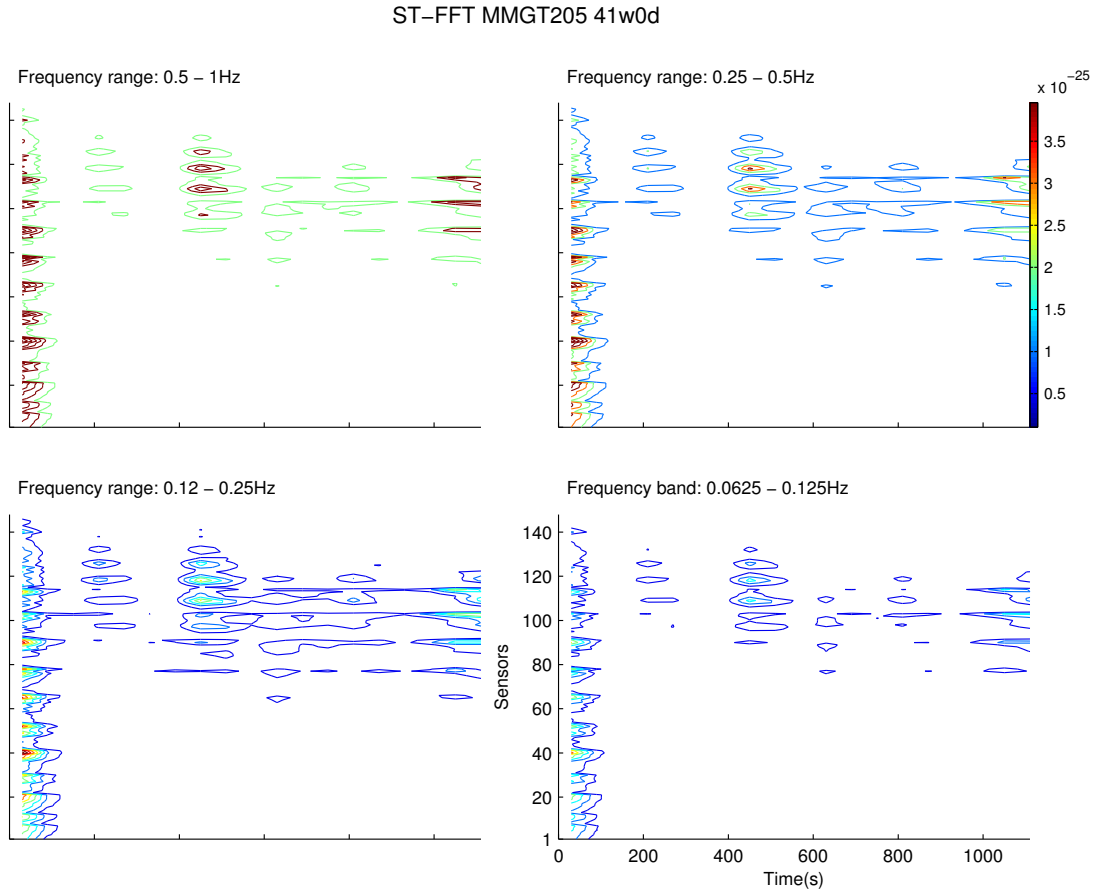 ST−FFT MMGT205 41w0d
Frequency range: 0.5 − 1Hz
Frequency range: 0.25 − 0.5Hz
x 10−25
3.5
3
2.5
2
1.5
1
0.5
Frequency range: 0.12 − 0.25Hz
Frequency band: 0.0625 − 0.125Hz
140
120
100
80
60
40
20
1
Sensors
0
200
400
600
800
1000
Time(s)